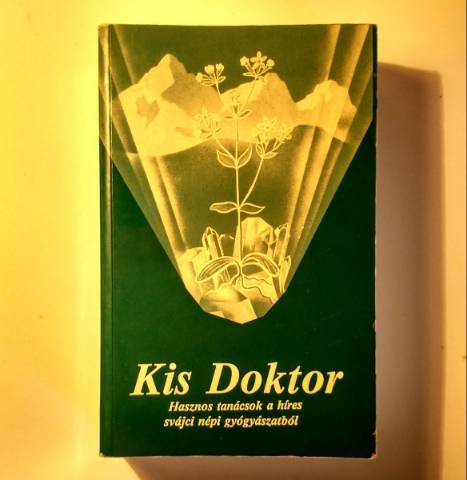 Kis Doktor
Hasznos tanácsok a híres
svájci népi gyógyászatból